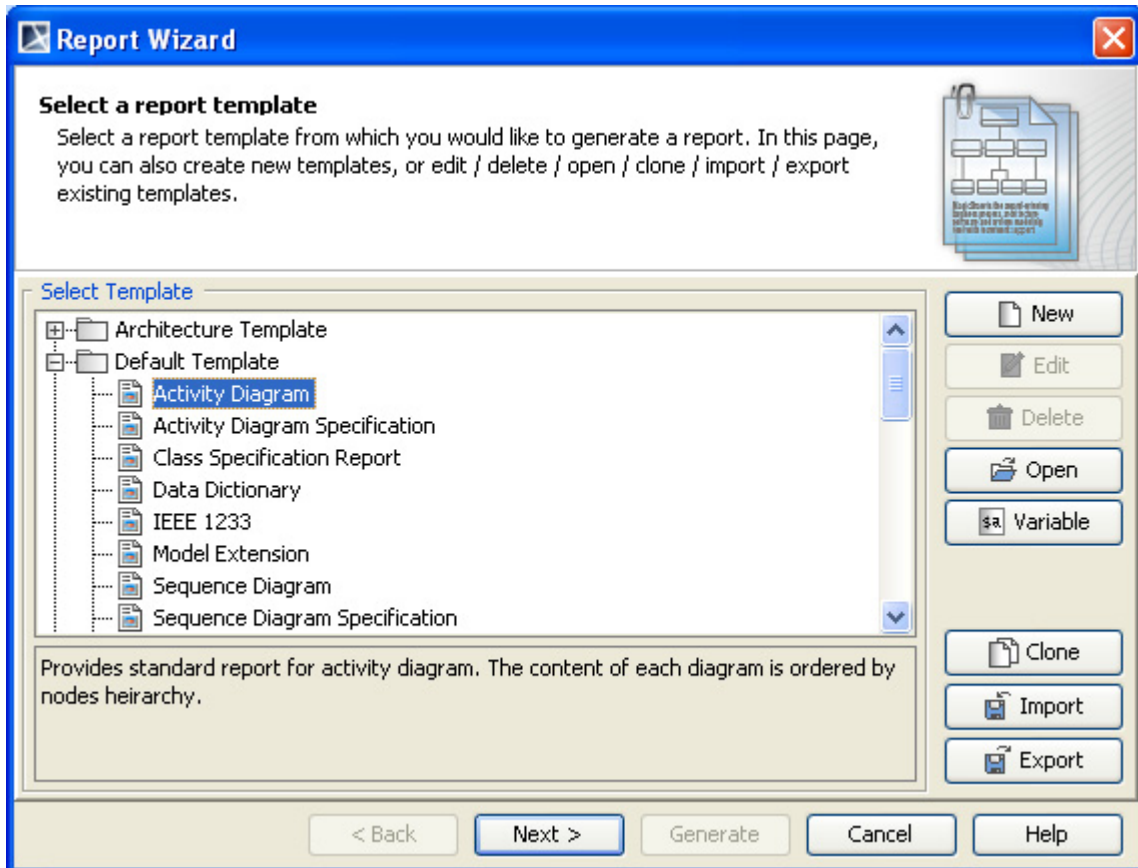 Report Wizard
Select a report template
Select a report template from which you would like to generate a report. In this page,
you can also create new templates, or edit / delete / open / clone / import / export
existing templates.
Select Template
Architecture Template
Default Template
Activity Diagram
Activity Diagram Specification
Class Specification Report
Data Dictionary
IEEE 1233
Model Extension
Sequence Diagram
Sequence Diagram Specification
Provides standard report for activity diagram. The content of each diagram is ordered by
nodes heirarchy.
New
Edit
Delete
Open
$a Variable
Clone
Import
Export
< Back
Next >
Generate
Cancel
Help